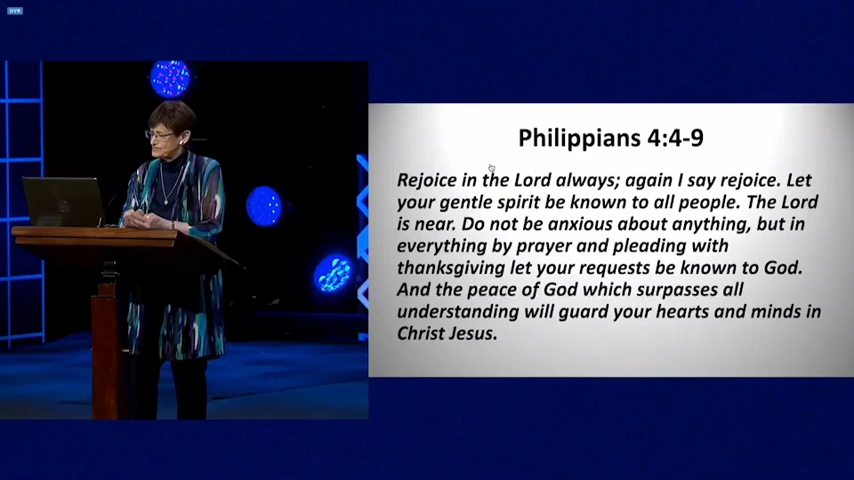 DVR
Philippians 4:4-9
Rejoice in the Lord always; again I say rejoice. Let
your gentle spirit be known to all people. The Lord
is near. Do not be anxious about anything, but in
everything by prayer and pleading with
thanksgiving let your requests be known to God.
And the peace of God which surpasses all
understanding will guard your hearts and minds in
Christ Jesus.